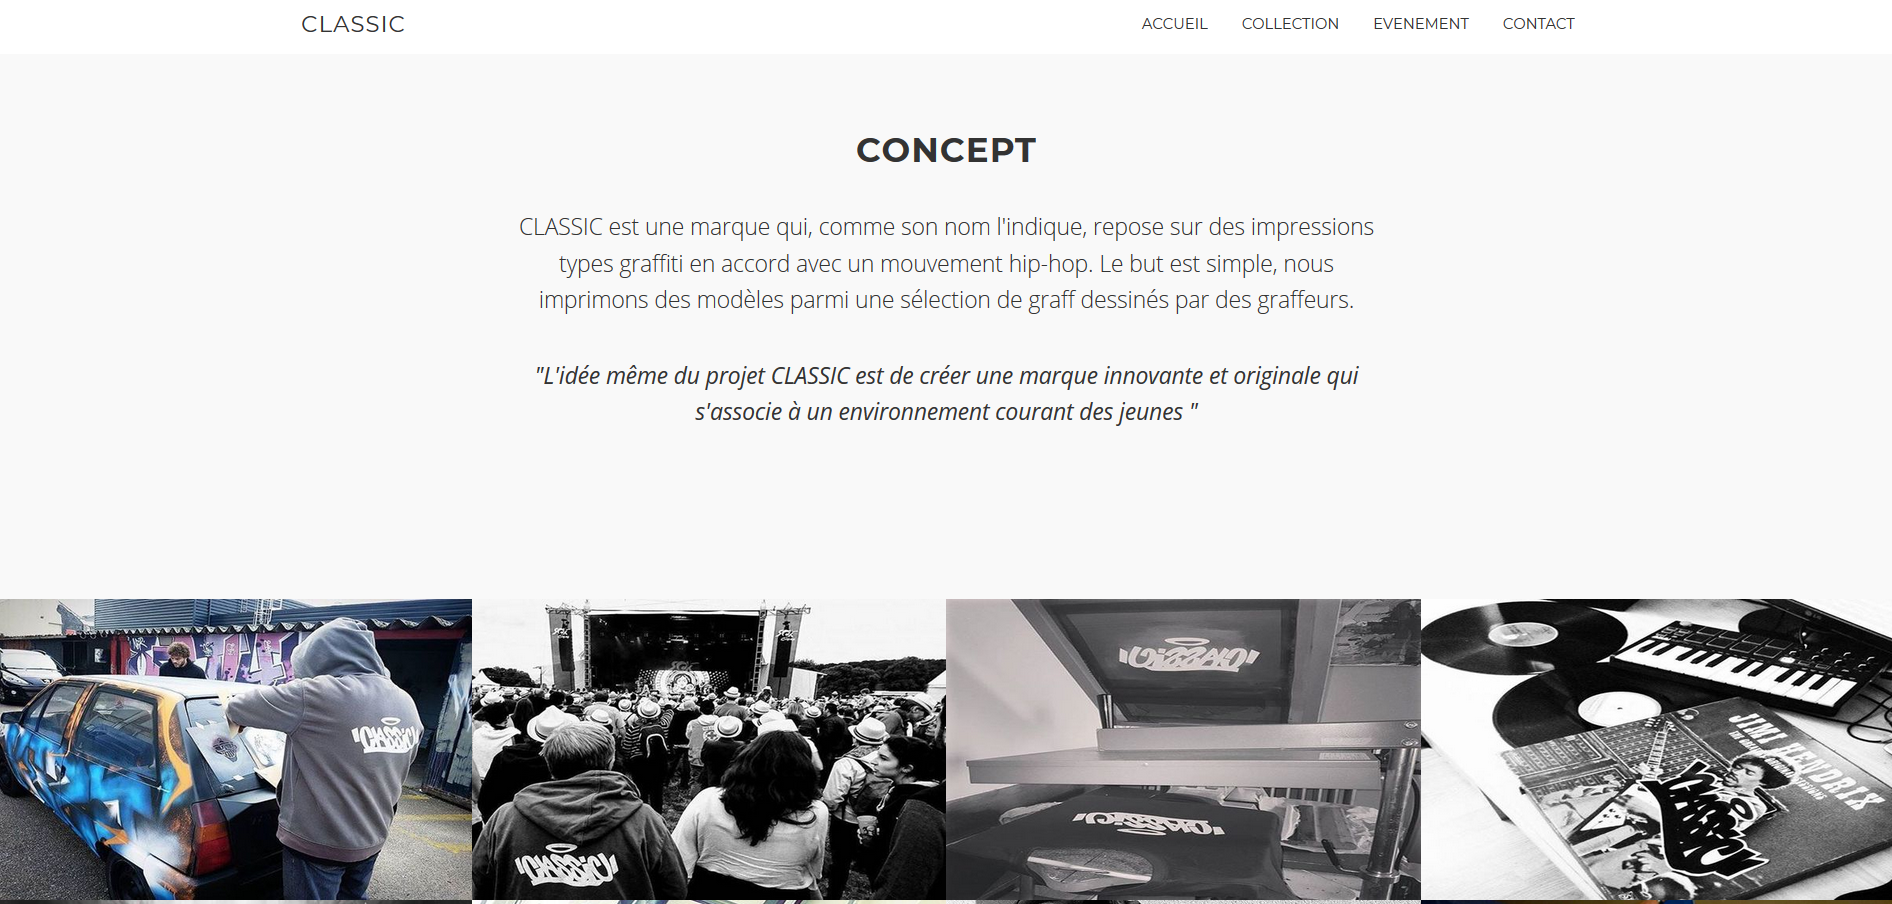 CLASSIC
ACCUEIL COLLECTION EVENEMENT CONTACT
CONCEPT
CLASSIC est une marque qui, comme son nom l'indique, repose sur des impressions
types graffiti en accord avec un mouvement hip-hop. Le but est simple, nous
imprimons des modèles parmi une sélection de graff dessinés par des graffeurs.
"L'idée même du projet CLASSIC est de créer une marque innovante et originale qui
s'associe à un environnement courant des jeunes "
CLASSIC
CLASSIC
CLASSIC
CLASSIC
JIMI HENDRIX
CLASSIC